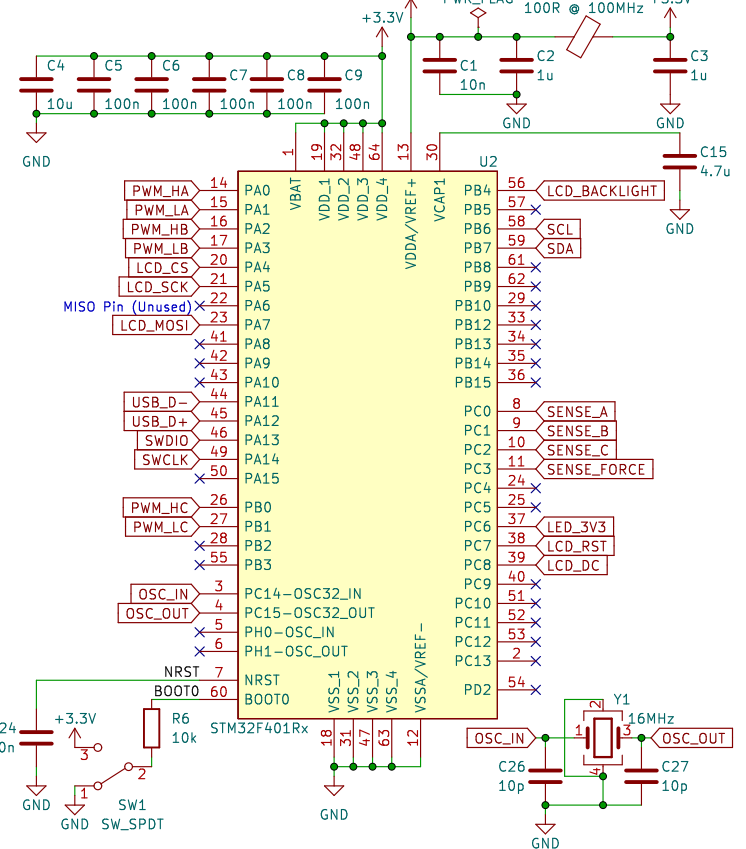 PWR_FLAG
100R @ 100MHz
+3.3V
+3.3V
C4
10u
C5
100n
C6
100n
C7
100n
C8
100n
C9
100n
C1
10n
C2
1u
C3
1u
GND
GND
GND
C15
4.7u
GND
U2
1 VBAT
19 VDD_1
32 VDD_2
48 VDD_3
64 VDD_4
13 VDDA/VREF+
30 VCAP1
PWM_HA 14 PA0
PWM_LA 15 PA1
PWM_HB 16 PA2
PWM_LB 17 PA3
LCD_CS 20 PA4
LCD_SCK 21 PA5
MISO Pin (Unused) 22 PA6
LCD_MOSI 23 PA7
41 PA8
42 PA9
43 PA10
USB_D- 44 PA11
USB_D+ 45 PA12
SWDIO 46 PA13
SWCLK 49 PA14
50 PA15
PWM_HC 26 PB0
PWM_LC 27 PB1
28 PB2
55 PB3
OSC_IN 3 PC14-OSC32_IN
OSC_OUT 4 PC15-OSC32_OUT
5 PH0-OSC_IN
6 PH1-OSC_OUT
NRST 7 NRST
BOOT0 60 BOOT0
PB4 56 LCD_BACKLIGHT
PB5 57
PB6 58 SCL
PB7 59 SDA
PB8 61
PB9 62
PB10 29
PB12 33
PB13 34
PB14 35
PB15 36
PC0 8 SENSE_A
PC1 9 SENSE_B
PC2 10 SENSE_C
PC3 11 SENSE_FORCE
PC4 24
PC5 25
PC6 37 LED_3V3
PC7 38 LCD_RST
PC8 39 LCD_DC
PC9 40
PC10 51
PC11 52
PC12 53
PC13 2
PD2 54
VSS_1 18
VSS_2 31
VSS_3 47
VSS_4 63
VSSA/VREF- 12
STM32F401Rx
GND
24
0n
GND
+3.3V
3
2
1
GND
R6
10k
SW1
SW_SPDT
Y1
16MHz
OSC_IN
1
2
3
4
OSC_OUT
C26
10p
C27
10p
GND